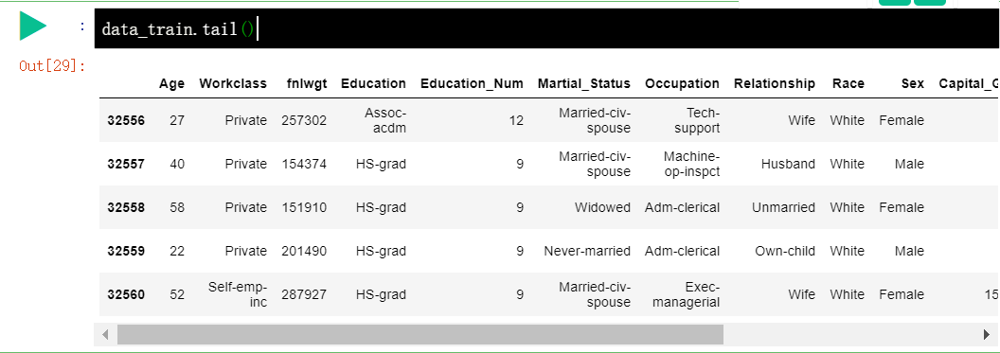 : data_train.tail()
Out[29]:
Age Workclass fnlwgt Education Education_Num Martial_Status Occupation Relationship Race Sex Capital_G
32556 27 Private 257302 Assoc-acdm 12 Married-civ-spouse Tech-support Wife White Female
32557 40 Private 154374 HS-grad 9 Married-civ-spouse Machine-op-inspct Husband White Male
32558 58 Private 151910 HS-grad 9 Widowed Adm-clerical Unmarried White Female
32559 22 Private 201490 HS-grad 9 Never-married Adm-clerical Own-child White Male
32560 52 Self-emp-inc 287927 HS-grad 9 Married-civ-spouse Exec-managerial Wife White Female 15